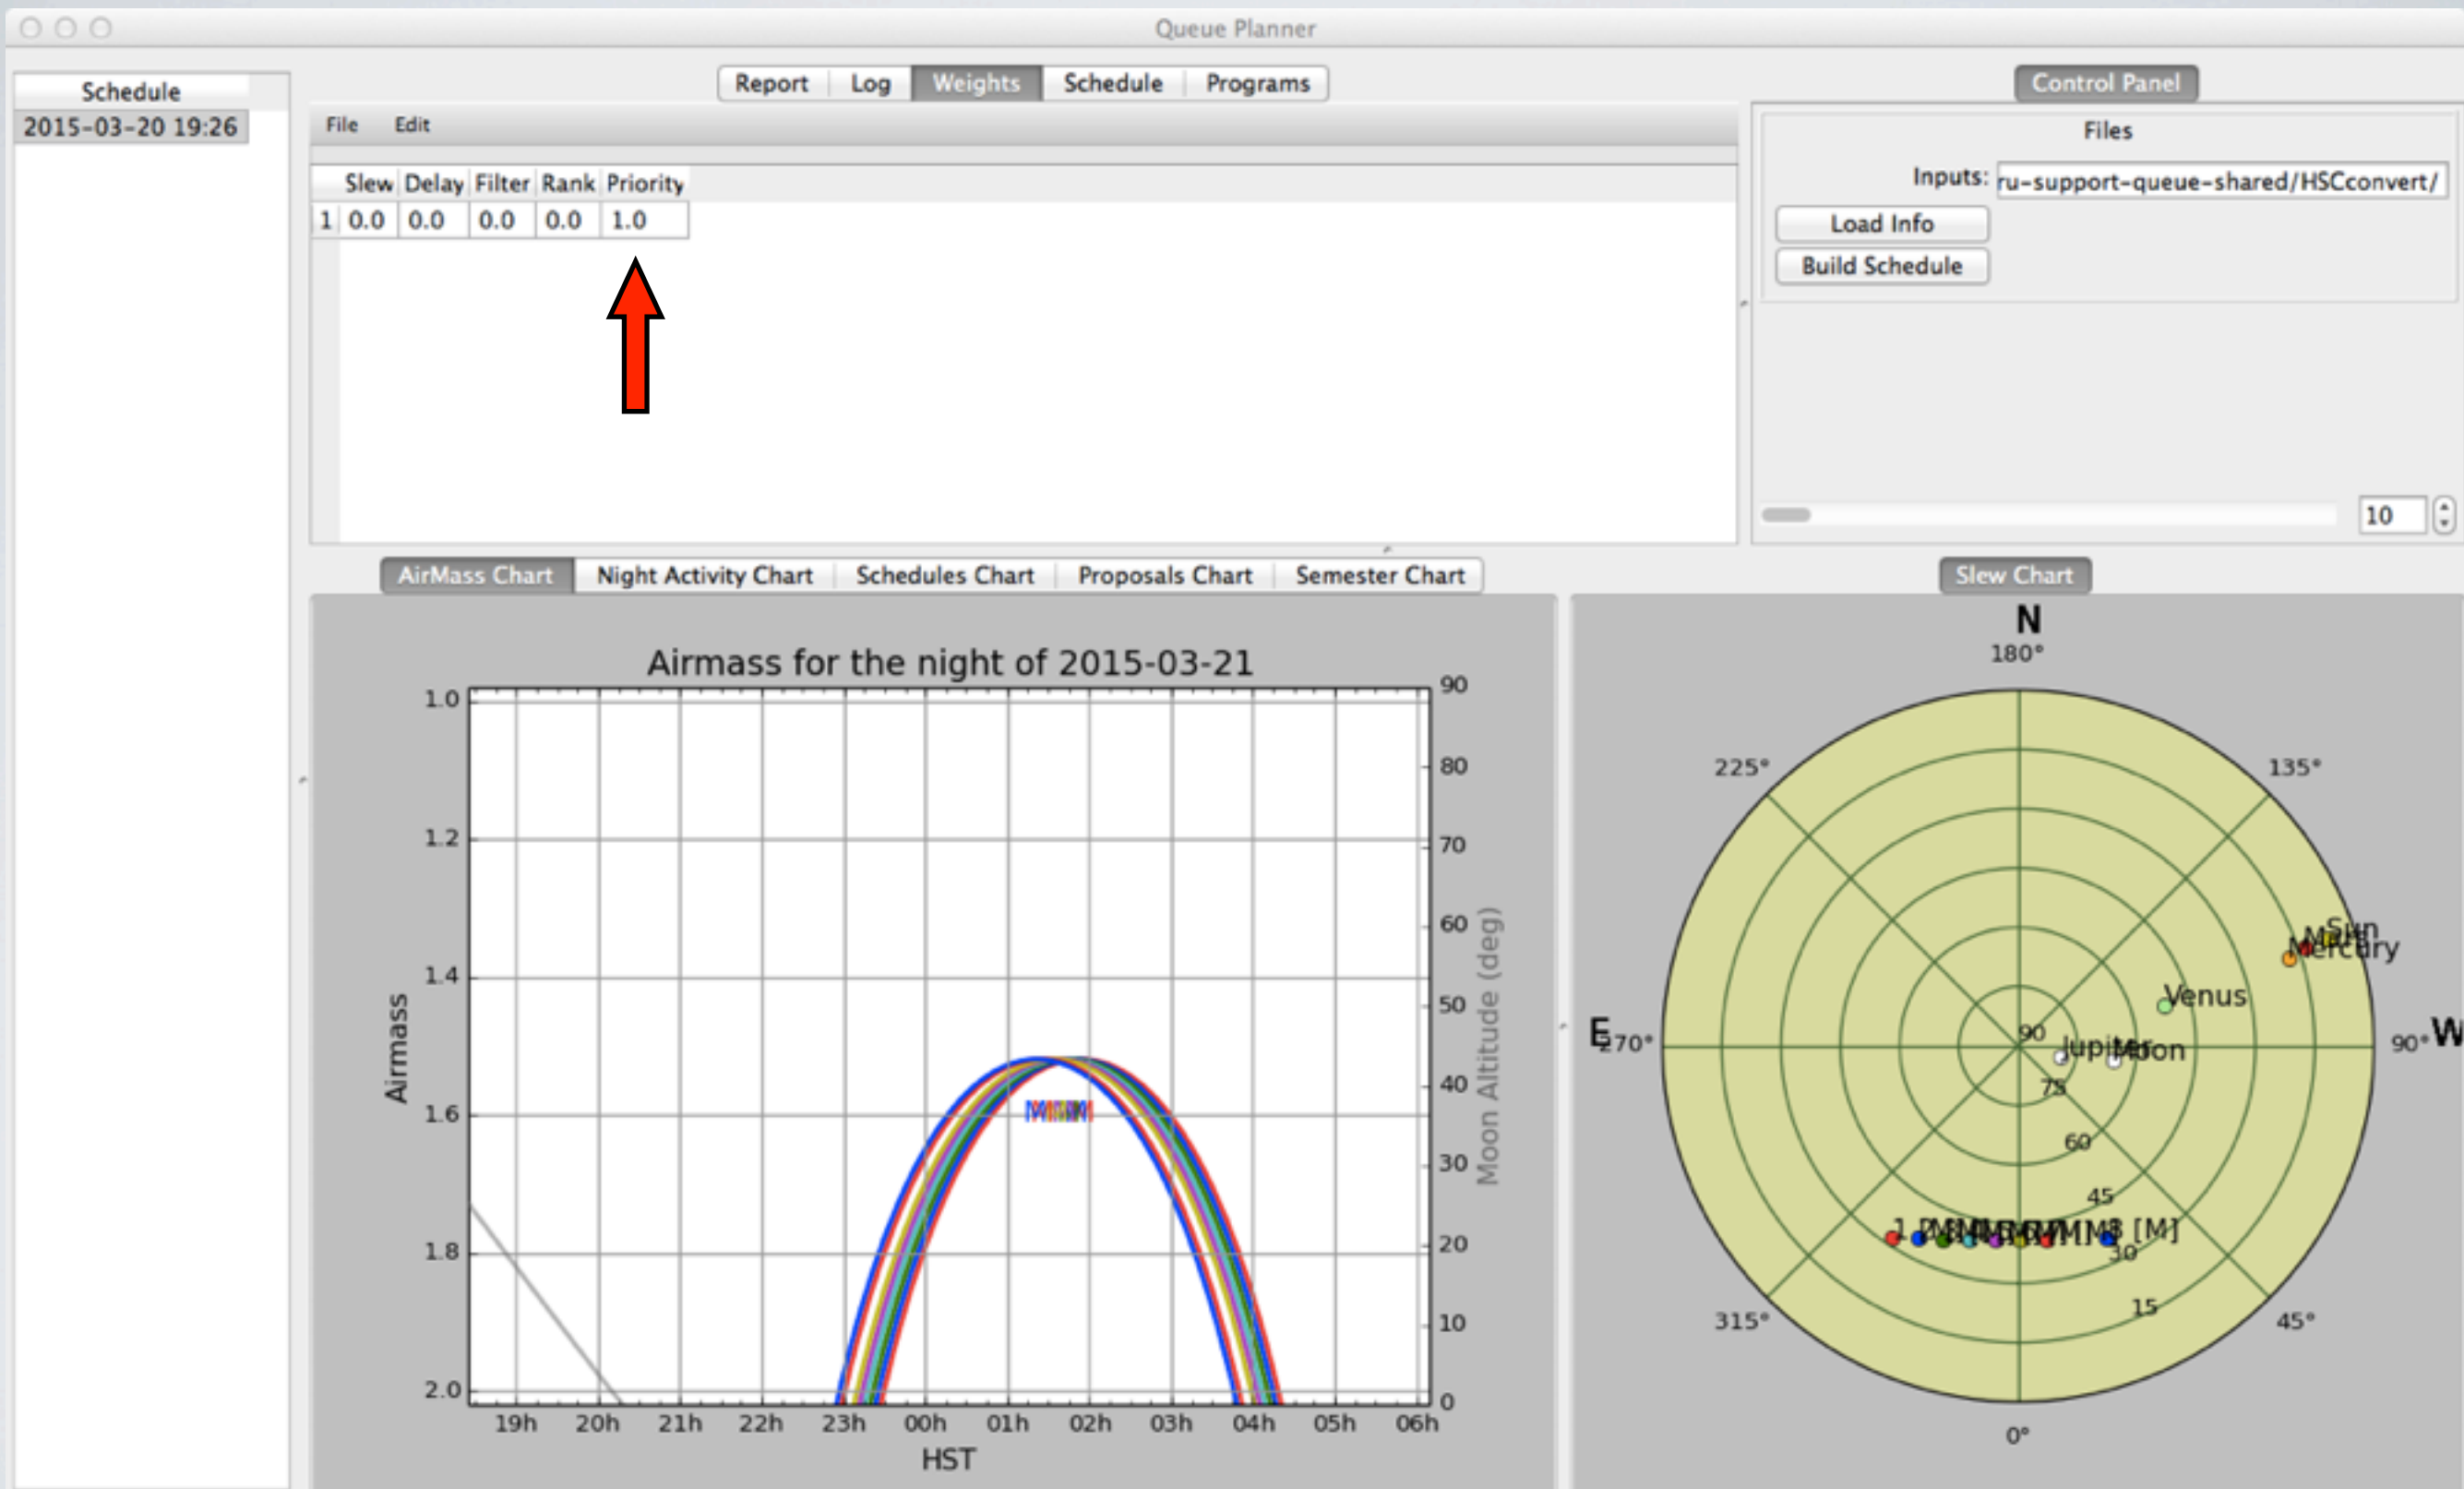 Queue Planner
Schedule
2015-03-20 19:26
Report Log Weights Schedule Programs
File Edit
Slew Delay Filter Rank Priority
1 0.0 0.0 0.0 0.0 1.0
Control Panel
Files
Inputs: ru-support-queue-shared/HSCconvert/
Load Info
Build Schedule
10
AirMass Chart Night Activity Chart Schedules Chart Proposals Chart Semester Chart
Airmass for the night of 2015-03-21
1.0
1.2
1.4
1.6
1.8
2.0
Airmass
90
80
70
60
50
40
30
20
10
0
Moon Altitude (deg)
19h 20h 21h 22h 23h 00h 01h 02h 03h 04h 05h 06h
HST
Slew Chart
N
180°
225° 135°
Sun
Mars
Mercury
Venus
E 270° 90° W
90
Jupiter Moon
75
60
45
8 [M]
30
15
315° 45°
0°